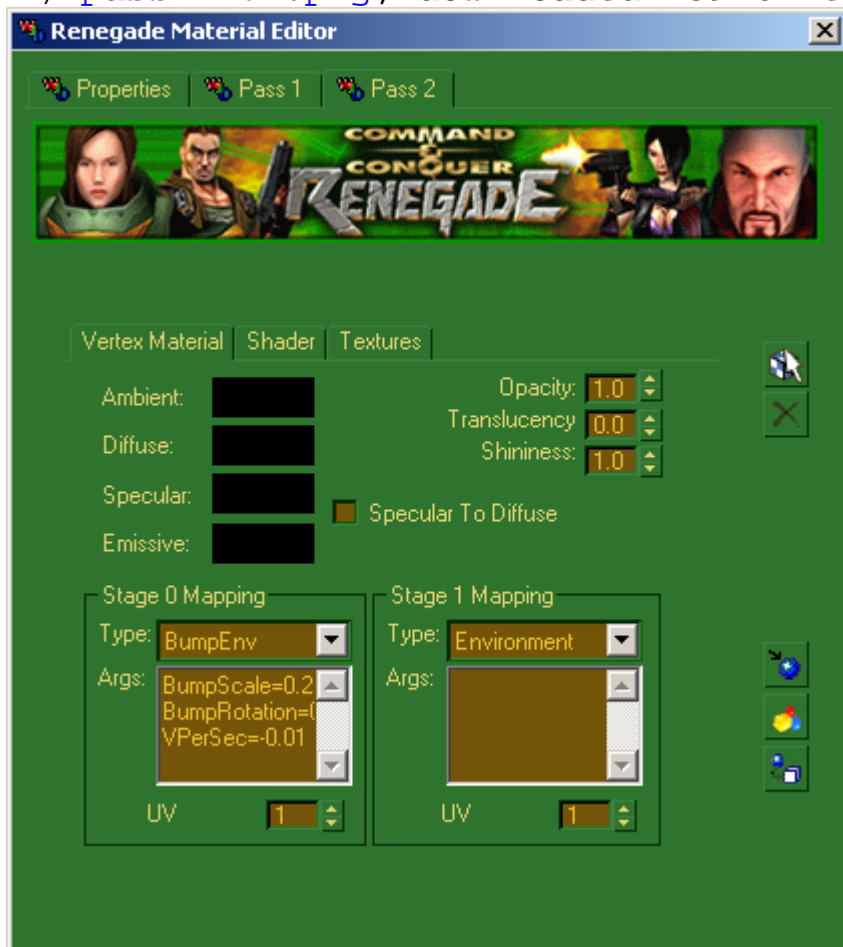 Renegade Material Editor
Properties Pass 1 Pass 2
COMMAND
&
CONQUER
RENEGADE
Vertex Material Shader Textures
Ambient:
Diffuse:
Specular:
Emissive:
Opacity: 1.0
Translucency 0.0
Shininess: 1.0
Specular To Diffuse
Stage 0 Mapping
Type: BumpEnv
Args: BumpScale=0.2
BumpRotation=
VPerSec=-0.01
UV 1
Stage 1 Mapping
Type: Environment
Args:
UV 1